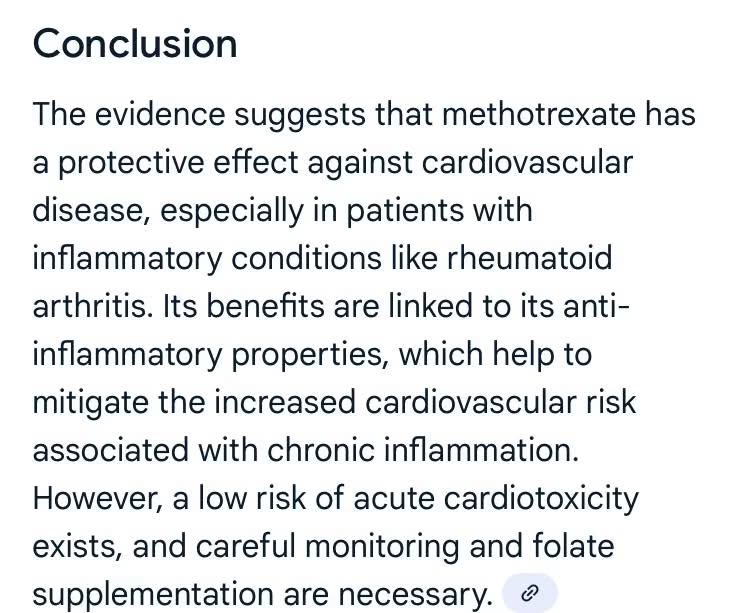 Conclusion
The evidence suggests that methotrexate has
a protective effect against cardiovascular
disease, especially in patients with
inflammatory conditions like rheumatoid
arthritis. Its benefits are linked to its anti-
inflammatory properties, which help to
mitigate the increased cardiovascular risk
associated with chronic inflammation.
However, a low risk of acute cardiotoxicity
exists, and careful monitoring and folate
supplementation are necessary.